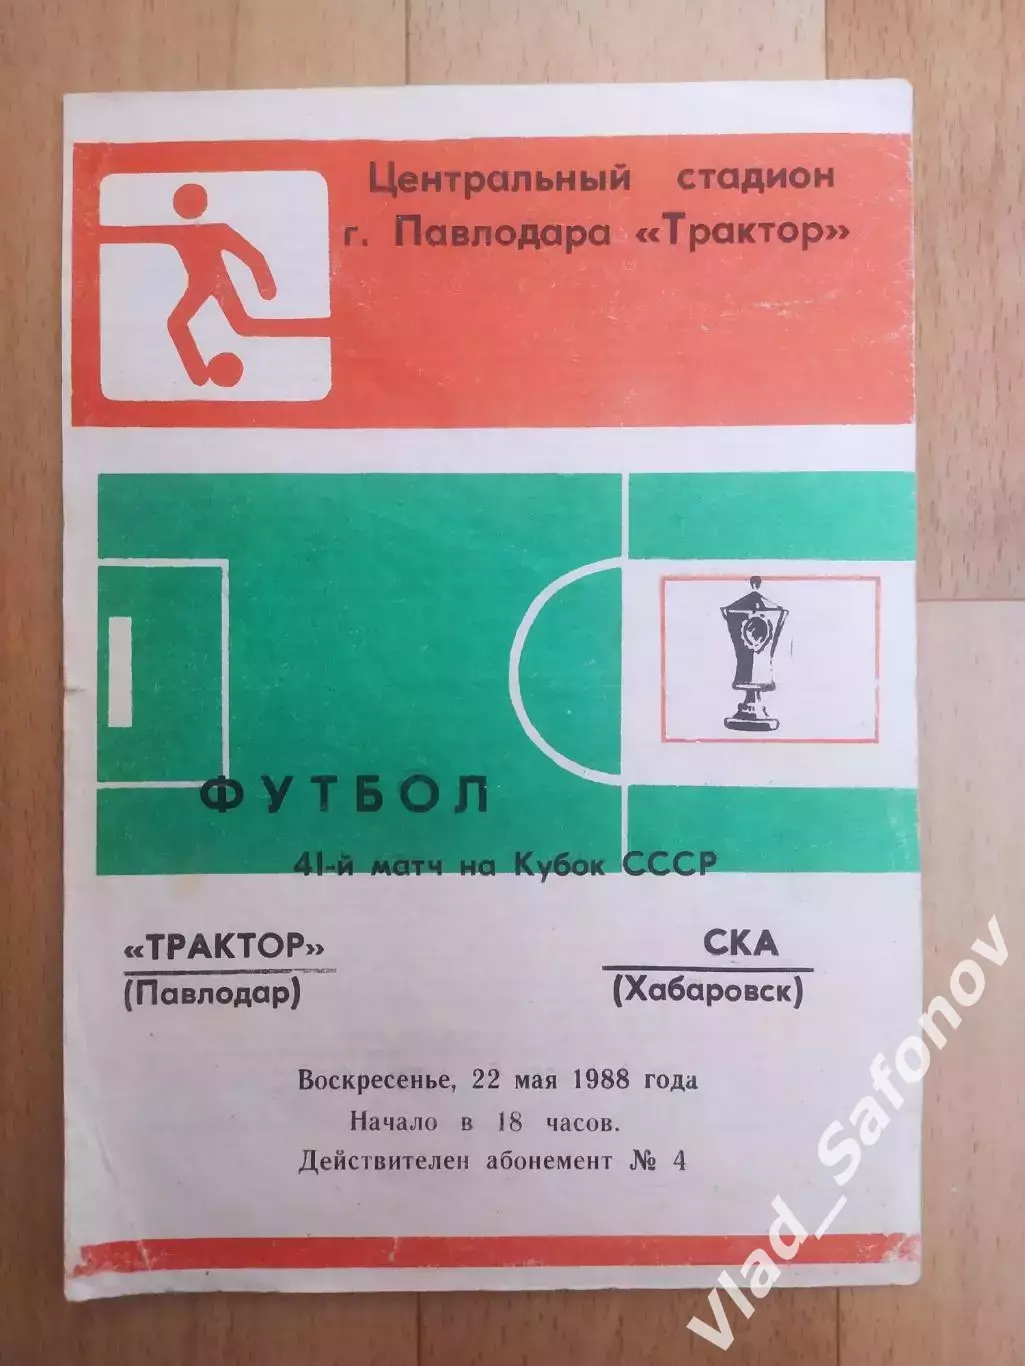 Центральный стадион
г. Павлодара «Трактор»
ФУТБОЛ
41-й матч на Кубок СССР
«ТРАКТОР» СКА
(Павлодар) (Хабаровск)
Воскресенье, 22 мая 1988 года
Начало в 18 часов.
Действителен абонемент № 4
Vlad_Safonov